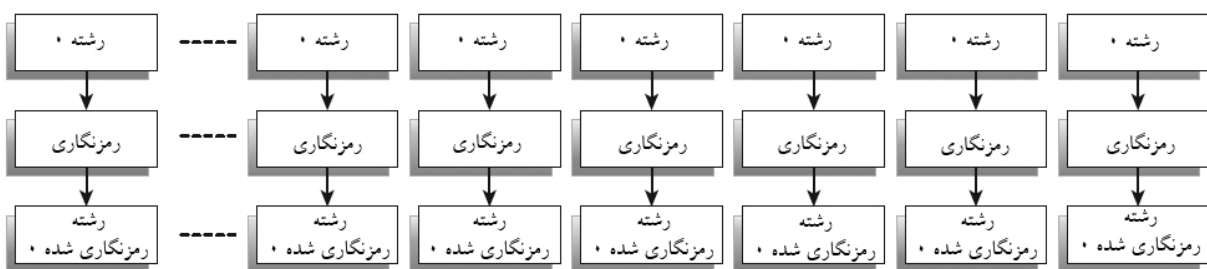 رشته ۰ ----- رشته ۰ رشته ۰ رشته ۰ رشته ۰ رشته ۰ رشته ۰
رمزنگاری ----- رمزنگاری رمزنگاری رمزنگاری رمزنگاری رمزنگاری رمزنگاری
رشته ----- رشته رشته رشته رشته رشته رشته
رمزنگاری شده ۰ رمزنگاری شده ۰ رمزنگاری شده ۰ رمزنگاری شده ۰ رمزنگاری شده ۰ رمزنگاری شده ۰ رمزنگاری شده ۰